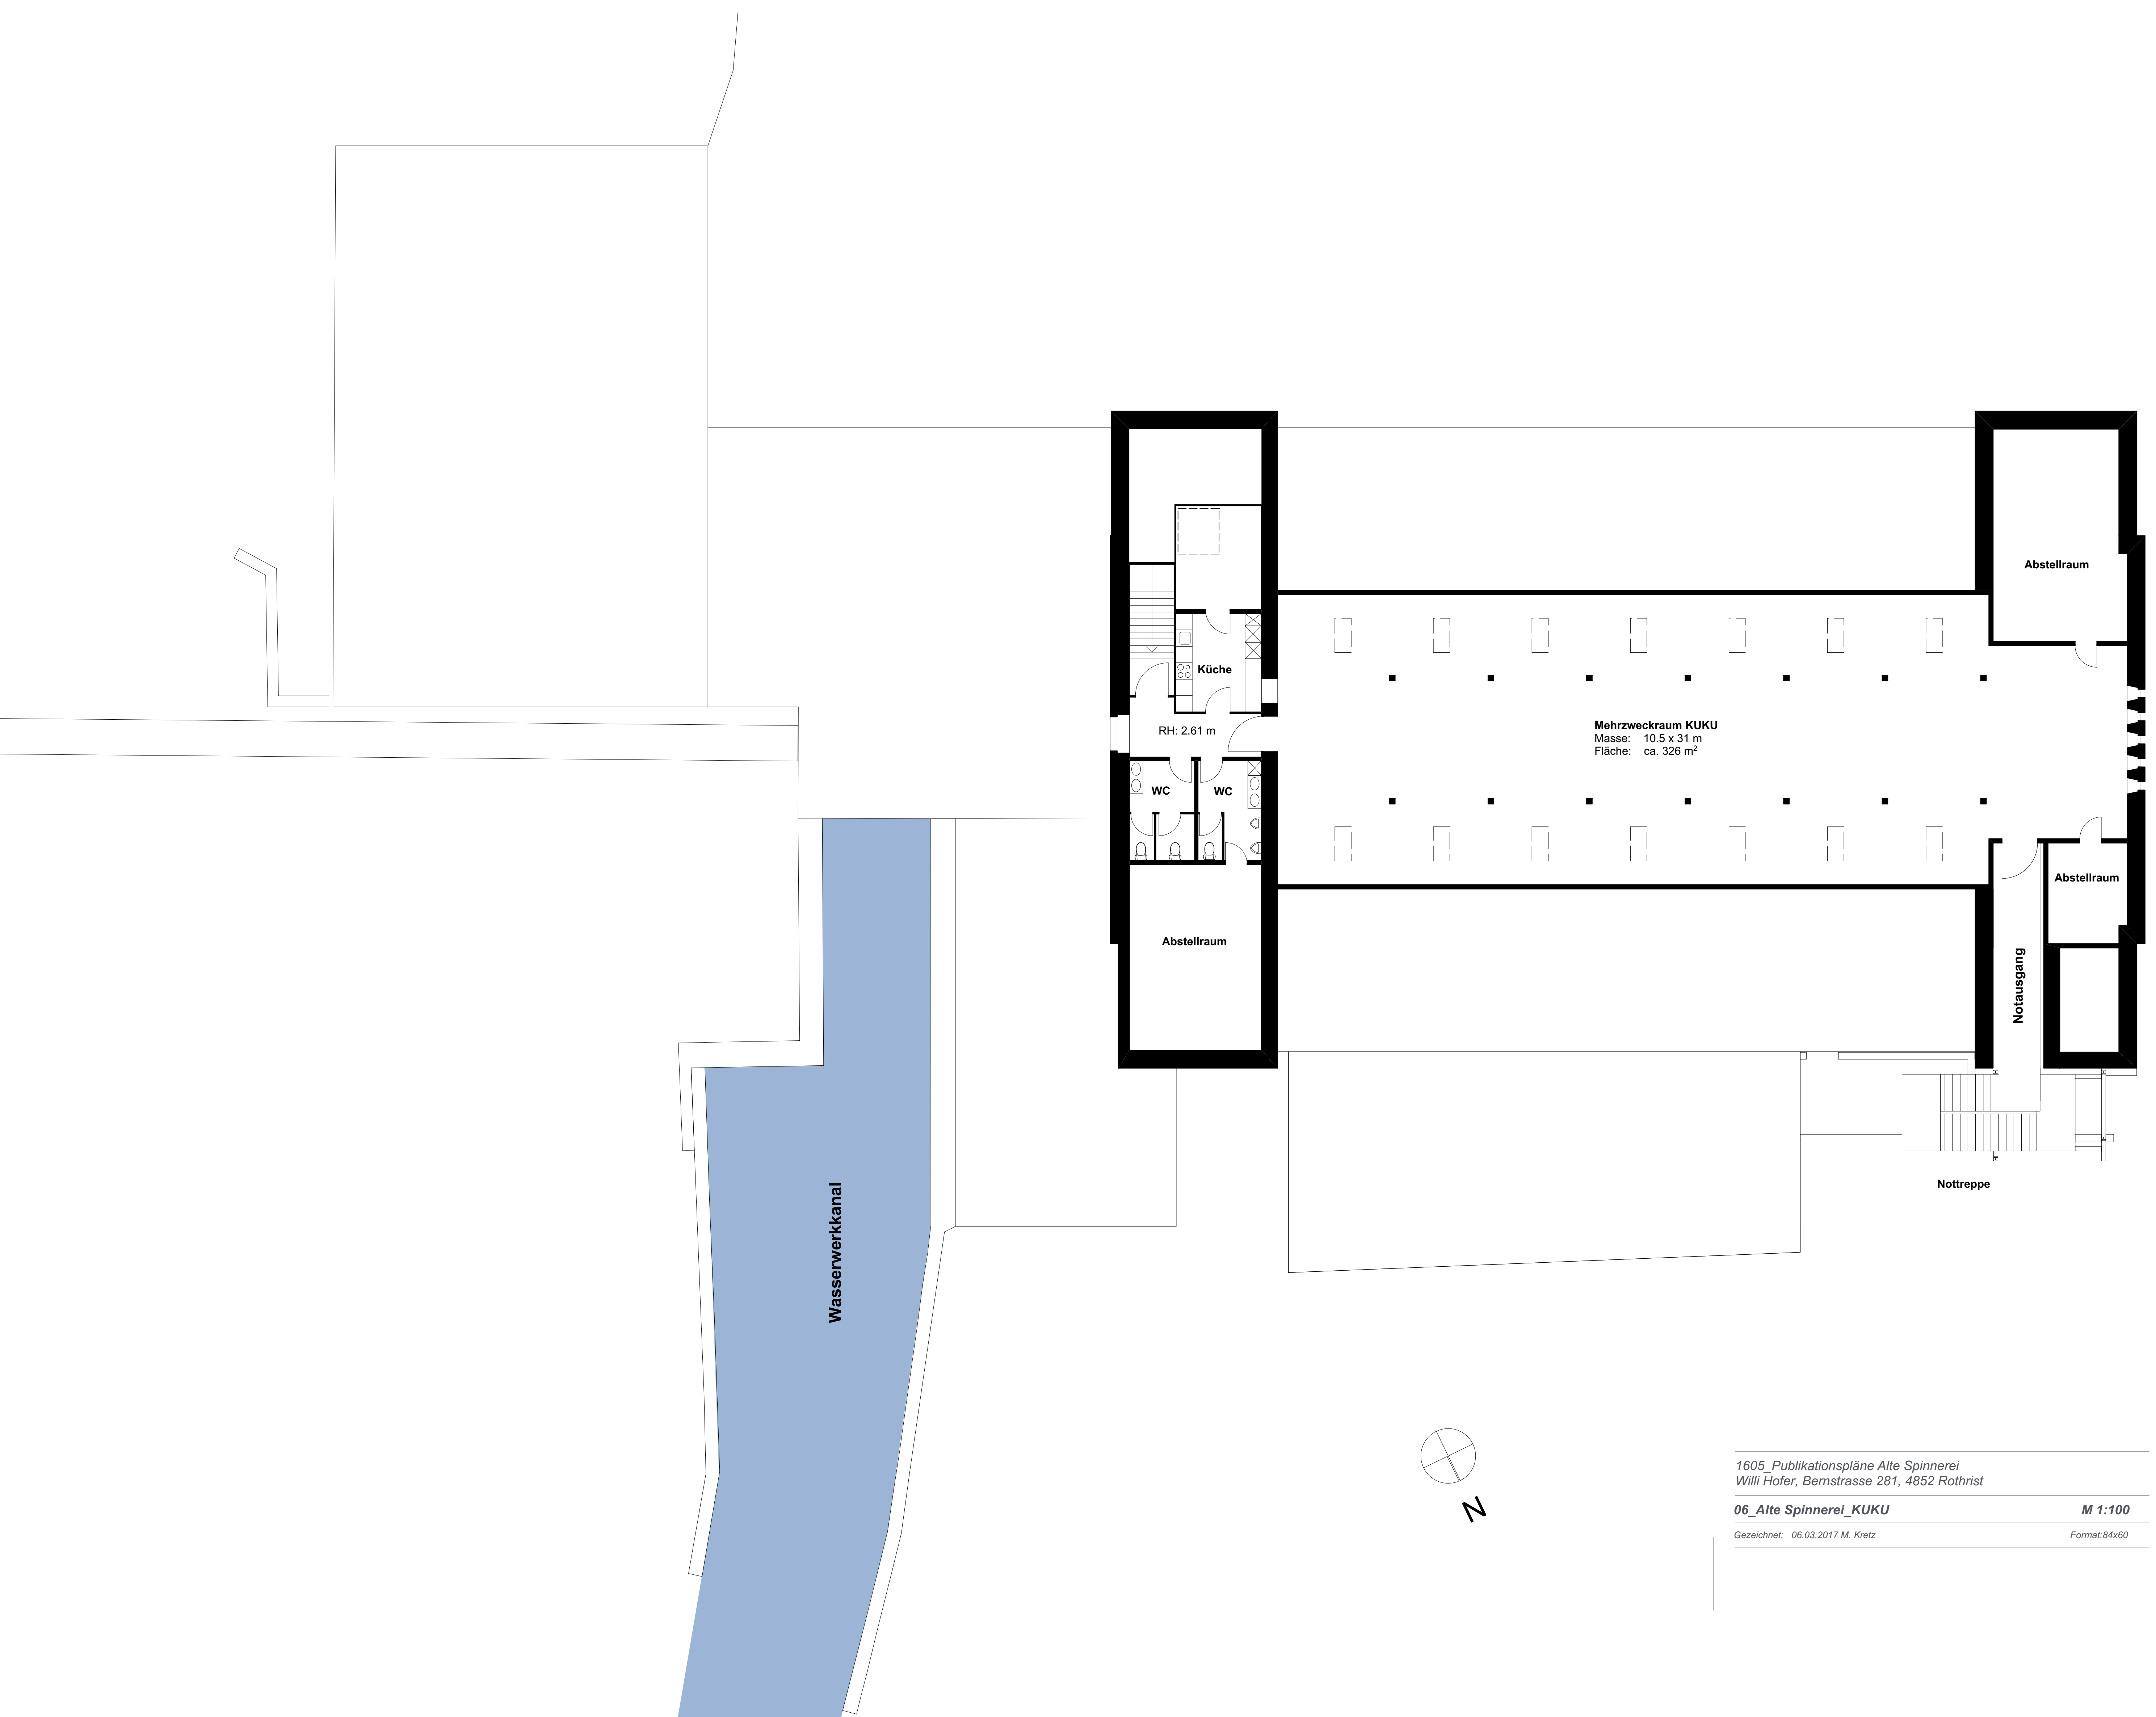 Abstellraum
Küche
Mehrzweckraum KUKU
Masse: 10.5 x 31 m
Fläche: ca. 326 m²
RH: 2.61 m
WC
WC
Abstellraum
Abstellraum
Notausgang
Nottreppe
Wasserwerkkanal
N
1605_Publikationspläne Alte Spinnerei
Willi Hofer, Bernstrasse 281, 4852 Rothrist
06_Alte Spinnerei_KUKU M 1:100
Gezeichnet: 06.03.2017 M. Kretz Format:84x60